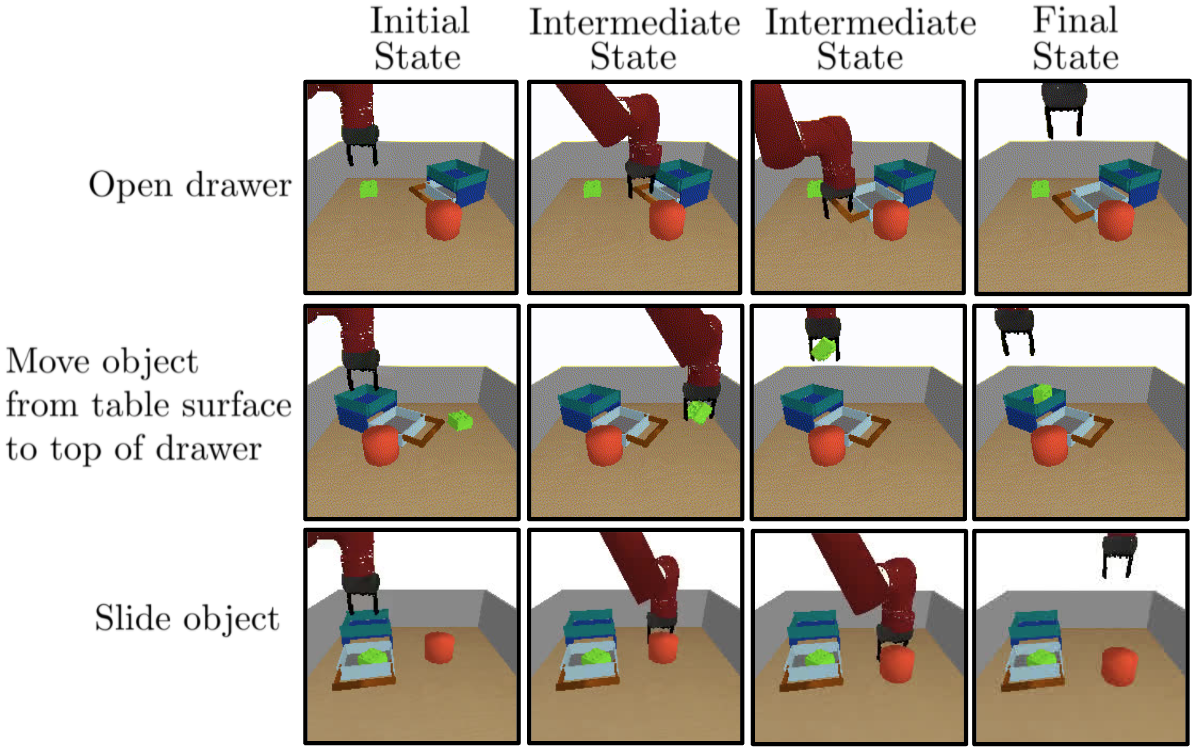 Initial
State
Intermediate
State
Intermediate
State
Final
State
Open drawer
Move object
from table surface
to top of drawer
Slide object